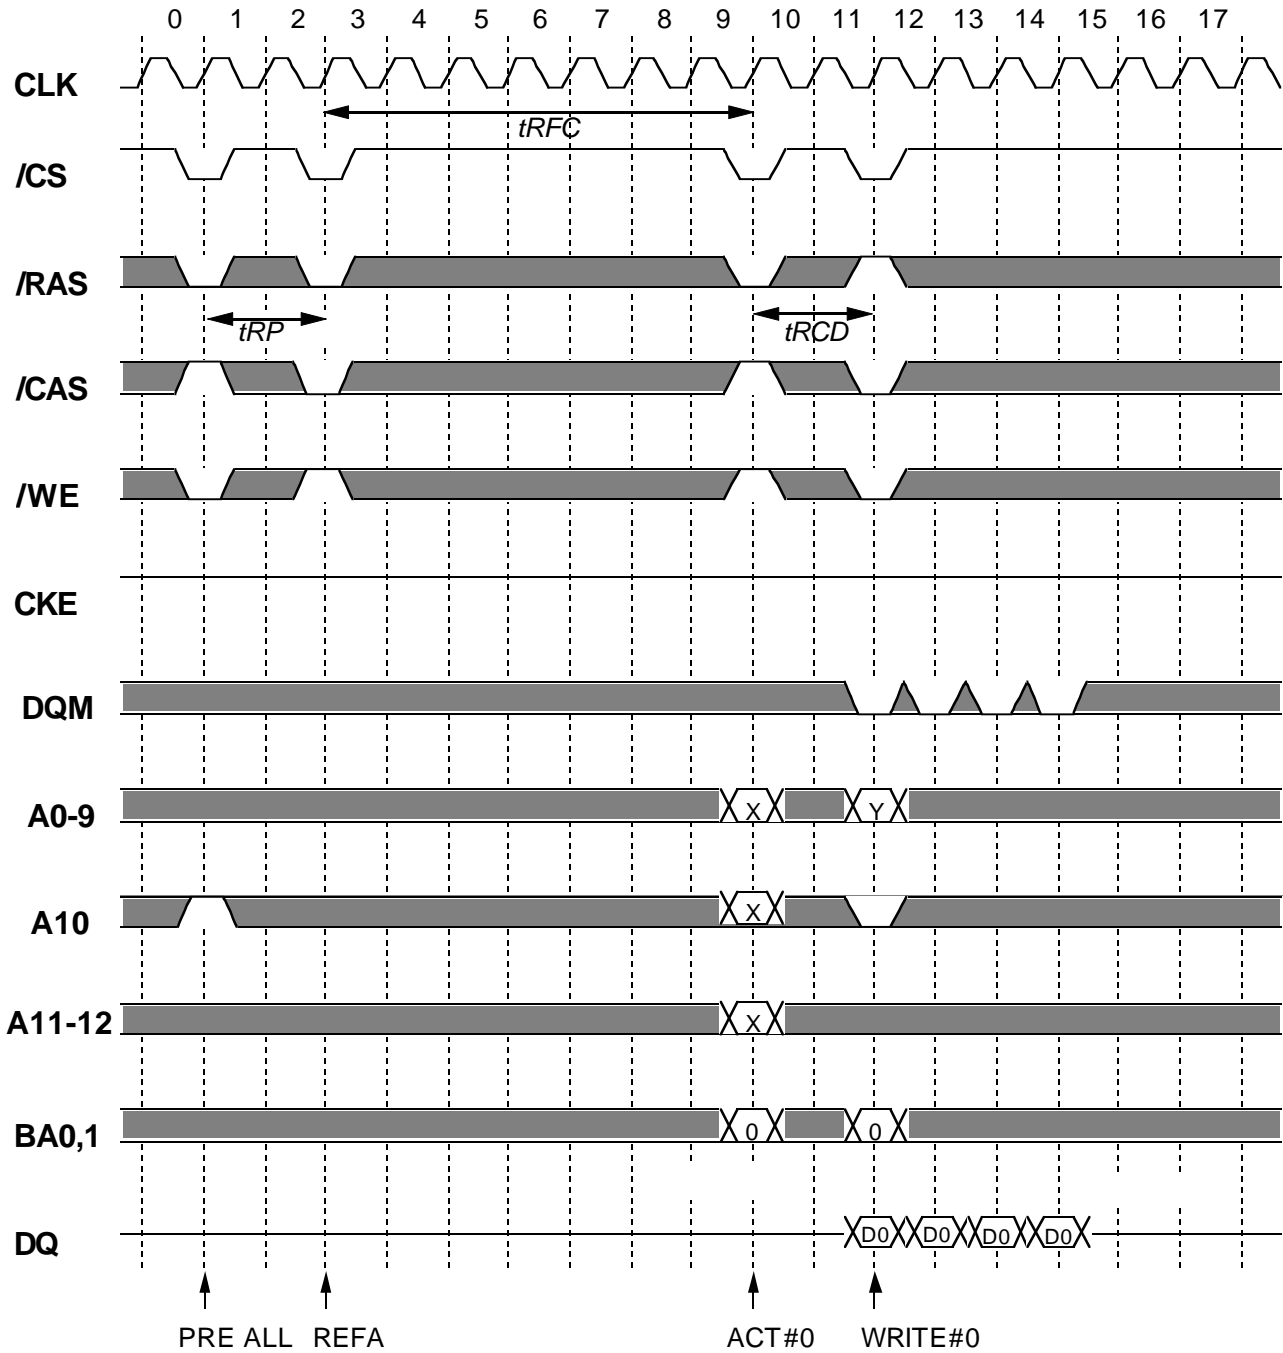 0 1 2 3 4 5 6 7 8 9 10 11 12 13 14 15 16 17
CLK
tRFC
/CS
/RAS
tRP tRCD
/CAS
/WE
CKE
DQM
A0-9 X Y
A10 X
A11-12 X
BA0,1 0 0
DQ D0 D0 D0 D0
PRE ALL REFA ACT#0 WRITE#0